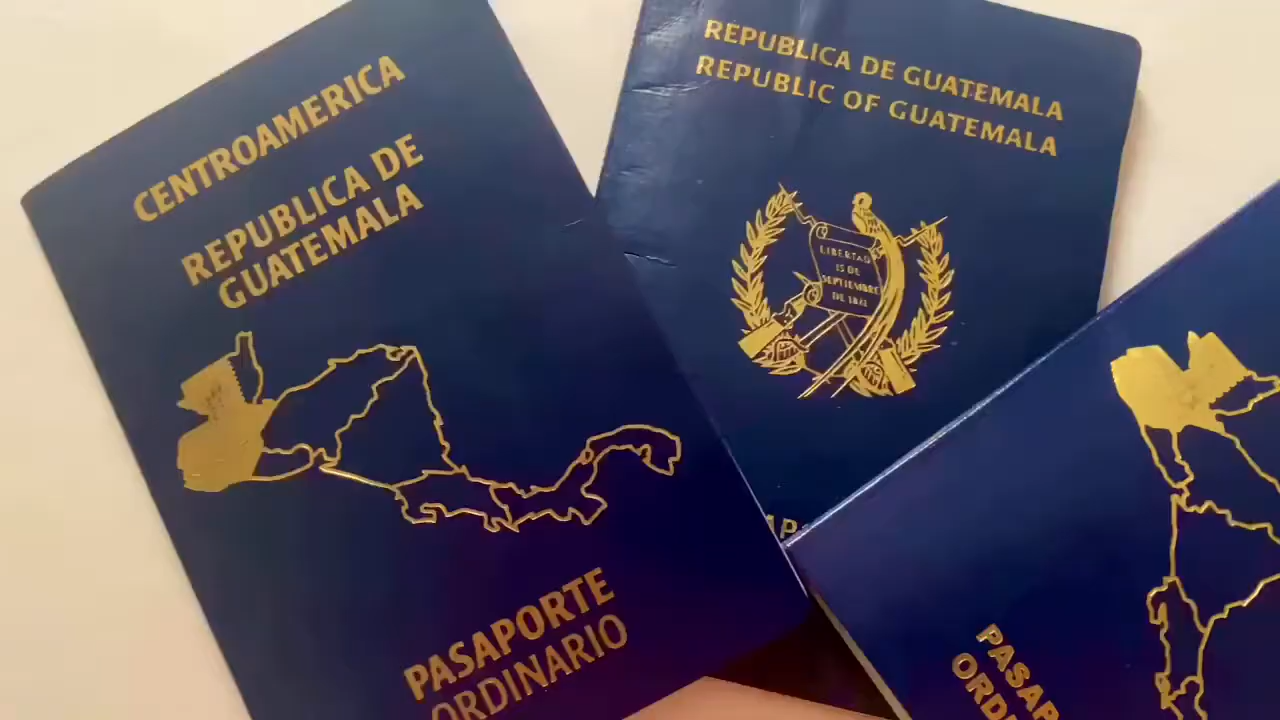 CENTROAMERICA
REPUBLICA DE
GUATEMALA
PASAPORTE
ORDINARIO
REPUBLICA DE GUATEMALA
REPUBLIC OF GUATEMALA
LIBERTAD
15 DE
SEPTIEMBRE
DE 1821